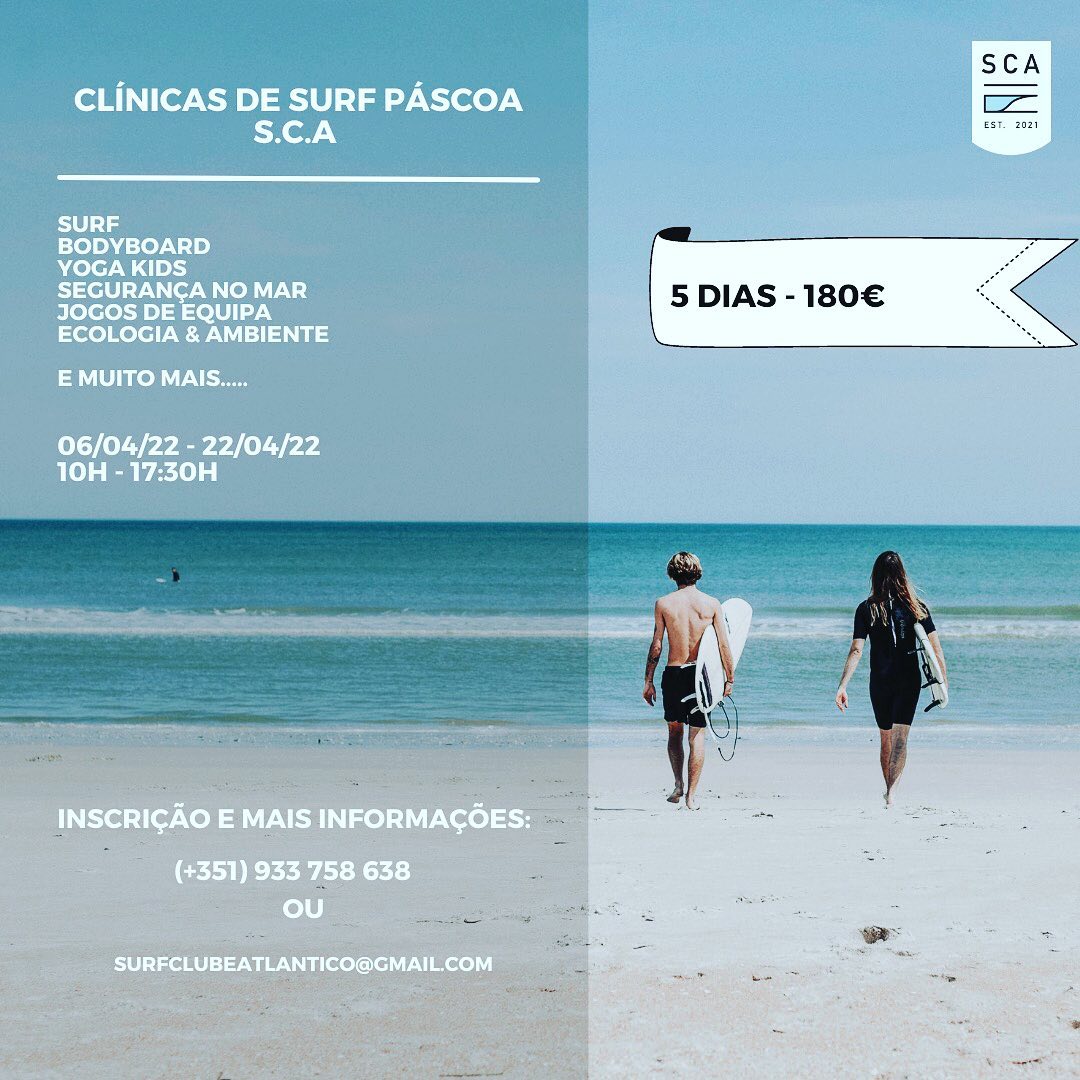 CLÍNICAS DE SURF PÁSCOA
S.C.A
SURF
BODYBOARD
YOGA KIDS
SEGURANÇA NO MAR
JOGOS DE EQUIPA
ECOLOGIA & AMBIENTE
E MUITO MAIS.....
06/04/22 - 22/04/22
10H - 17:30H
INSCRIÇÃO E MAIS INFORMAÇÕES:
(+351) 933 758 638
OU
SURFCLUBEATLANTICO@GMAIL.COM
SCA
EST. 2021
5 DIAS - 180€